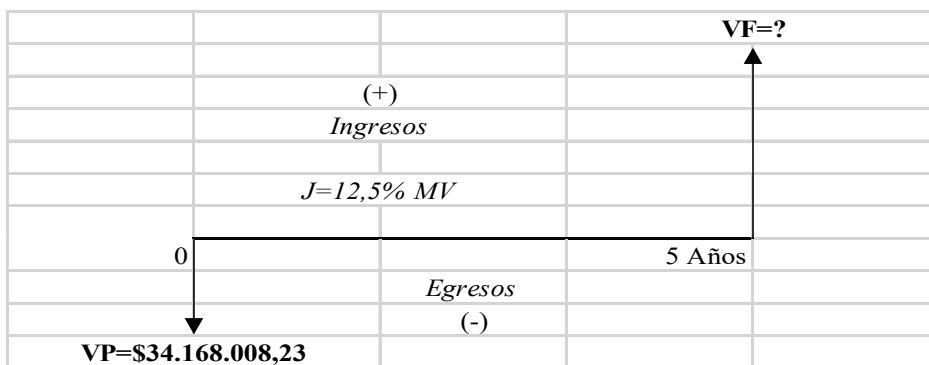 VF=?
(+)
Ingresos
J=12,5% MV
0
5 Años
Egresos
(-)
VP=$34.168.008,23